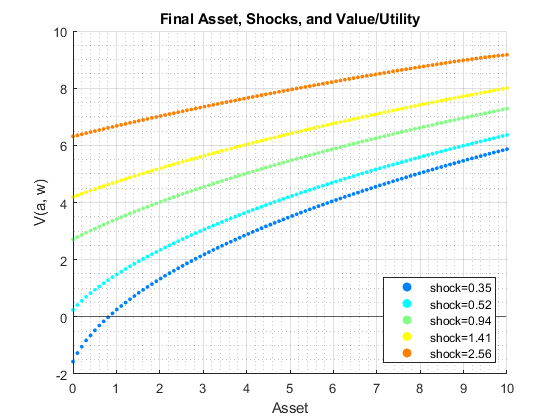 Final Asset, Shocks, and Value/Utility
10
8
6
4
2
0
-2
V(a, w)
shock=0.35
shock=0.52
shock=0.94
shock=1.41
shock=2.56
0 1 2 3 4 5 6 7 8 9 10
Asset